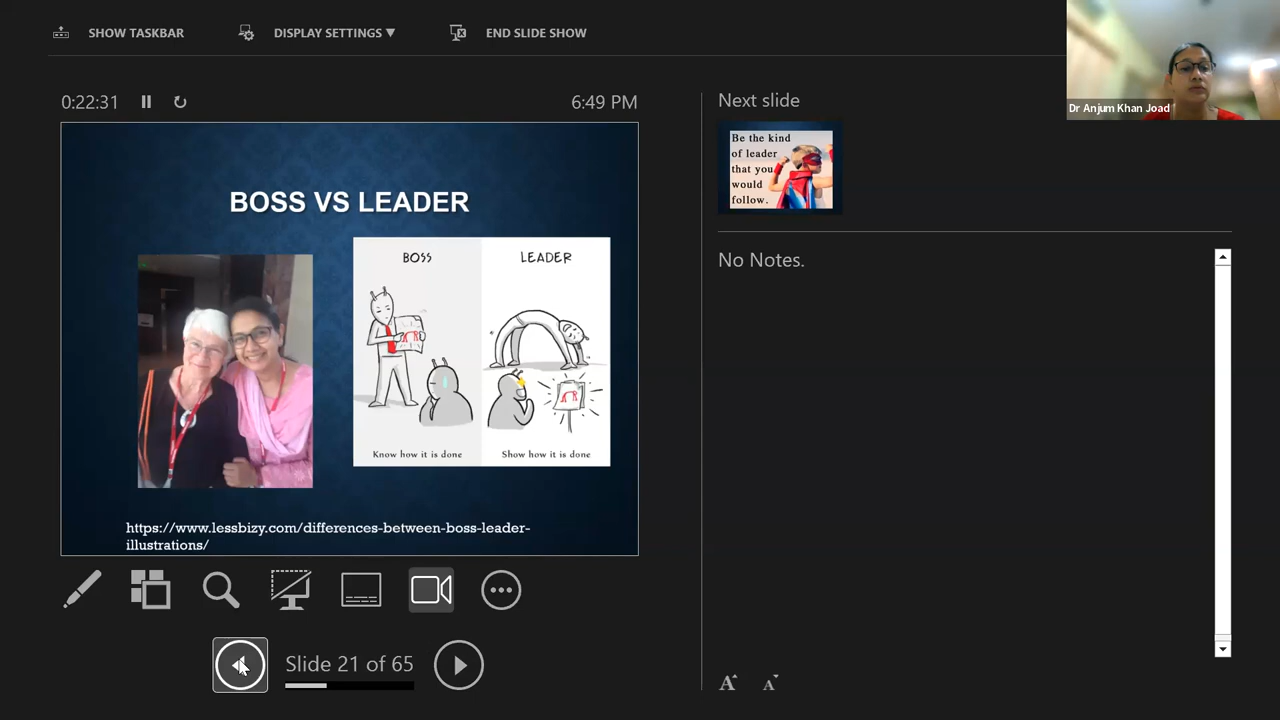 SHOW TASKBAR
DISPLAY SETTINGS ▼
END SLIDE SHOW
Dr Anjum Khan Joad
0:22:31
6:49 PM
BOSS VS LEADER
BOSS
LEADER
Know how it is done
Show how it is done
https://www.lessbizy.com/differences-between-boss-leader-
illustrations/
Slide 21 of 65
Next slide
Be the kind
of leader
that you
would
follow.
No Notes.
A A